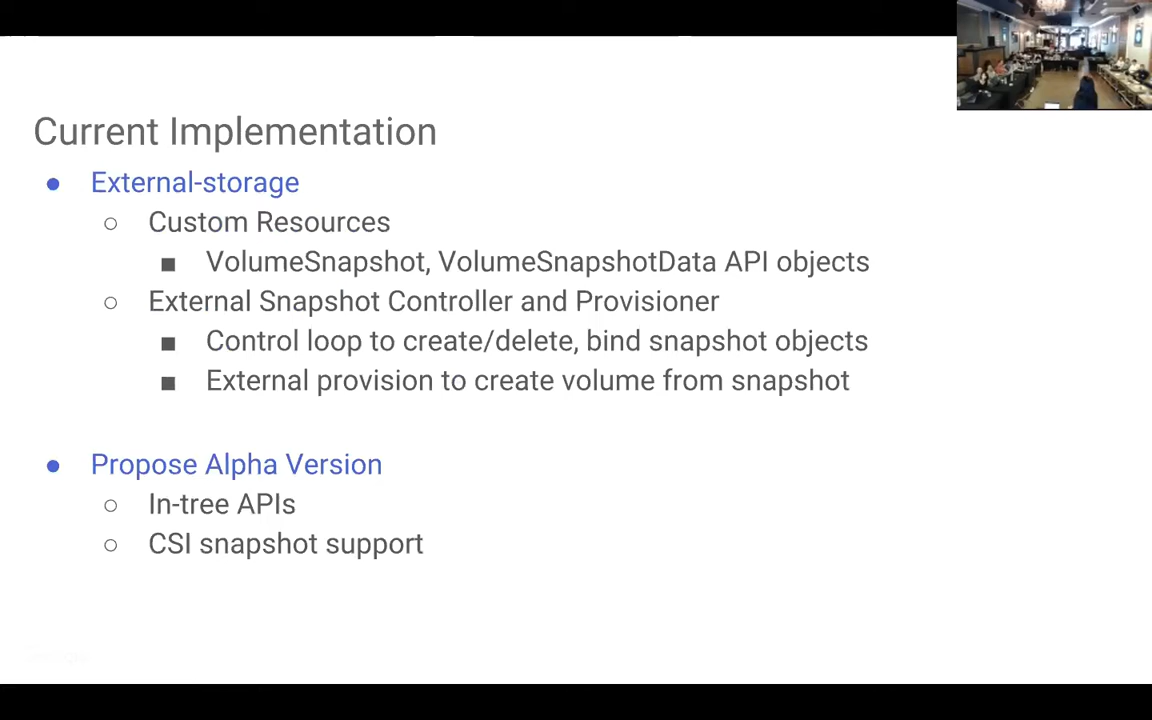 Current Implementation
● External-storage
○ Custom Resources
■ VolumeSnapshot, VolumeSnapshotData API objects
○ External Snapshot Controller and Provisioner
■ Control loop to create/delete, bind snapshot objects
■ External provision to create volume from snapshot
● Propose Alpha Version
○ In-tree APIs
○ CSI snapshot support